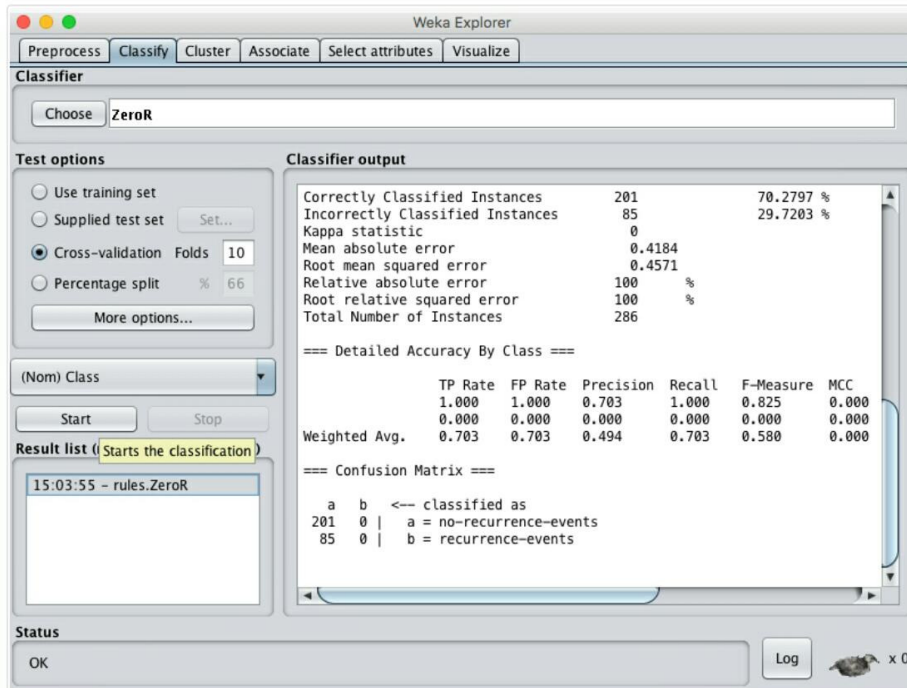 Weka Explorer
Preprocess Classify Cluster Associate Select attributes Visualize
Classifier
Choose ZeroR
Test options
Use training set
Supplied test set Set...
Cross-validation Folds 10
Percentage split % 66
More options...
(Nom) Class
Start Stop
Result list (
)
Starts the classification
15:03:55 - rules.ZeroR
Classifier output
Correctly Classified Instances 201 70.2797 %
Incorrectly Classified Instances 85 29.7203 %
Kappa statistic 0
Mean absolute error 0.4184
Root mean squared error 0.4571
Relative absolute error 100 %
Root relative squared error 100 %
Total Number of Instances 286
=== Detailed Accuracy By Class ===
TP Rate FP Rate Precision Recall F-Measure MCC
1.000 1.000 0.703 1.000 0.825 0.000
0.000 0.000 0.000 0.000 0.000 0.000
Weighted Avg. 0.703 0.703 0.494 0.703 0.580 0.000
=== Confusion Matrix ===
a b <-- classified as
201 0 | a = no-recurrence-events
85 0 | b = recurrence-events
Status
OK
Log
x 0